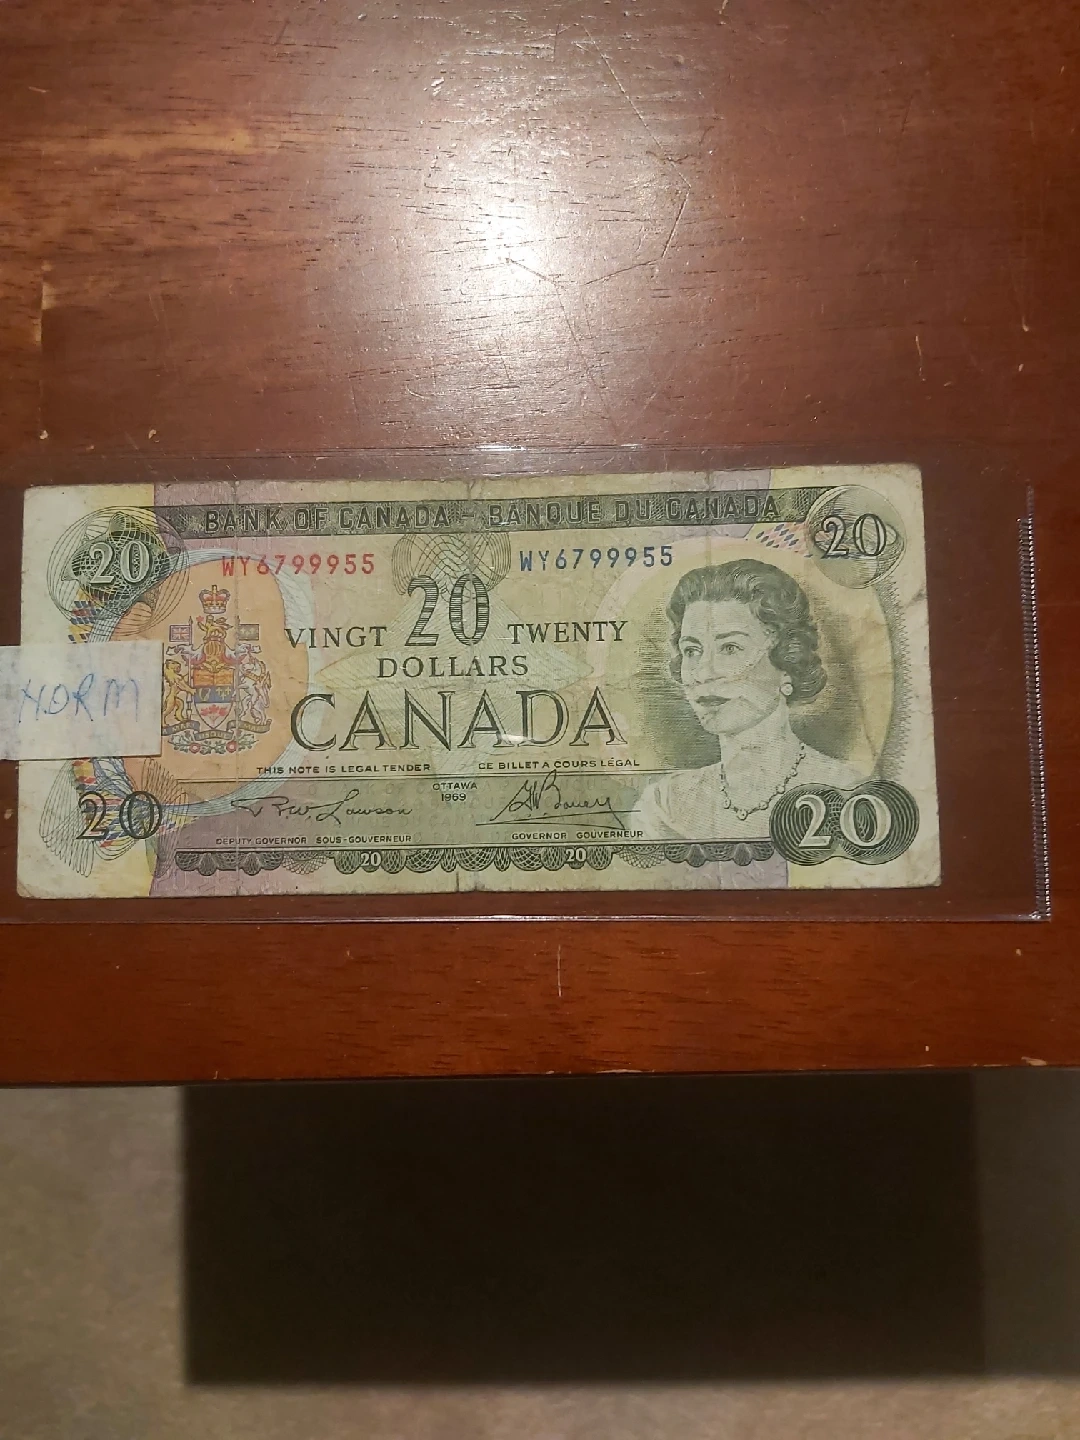 BANK OF CANADA - BANQUE DU CANADA
20 20
WY6799955 WY6799955
VINGT 20 TWENTY
DOLLARS
CANADA
THIS NOTE IS LEGAL TENDER CE BILLET A COURS LÉGAL
OTTAWA
1969
20 20
DEPUTY GOVERNOR SOUS-GOUVERNEUR GOVERNOR GOUVERNEUR
20 20